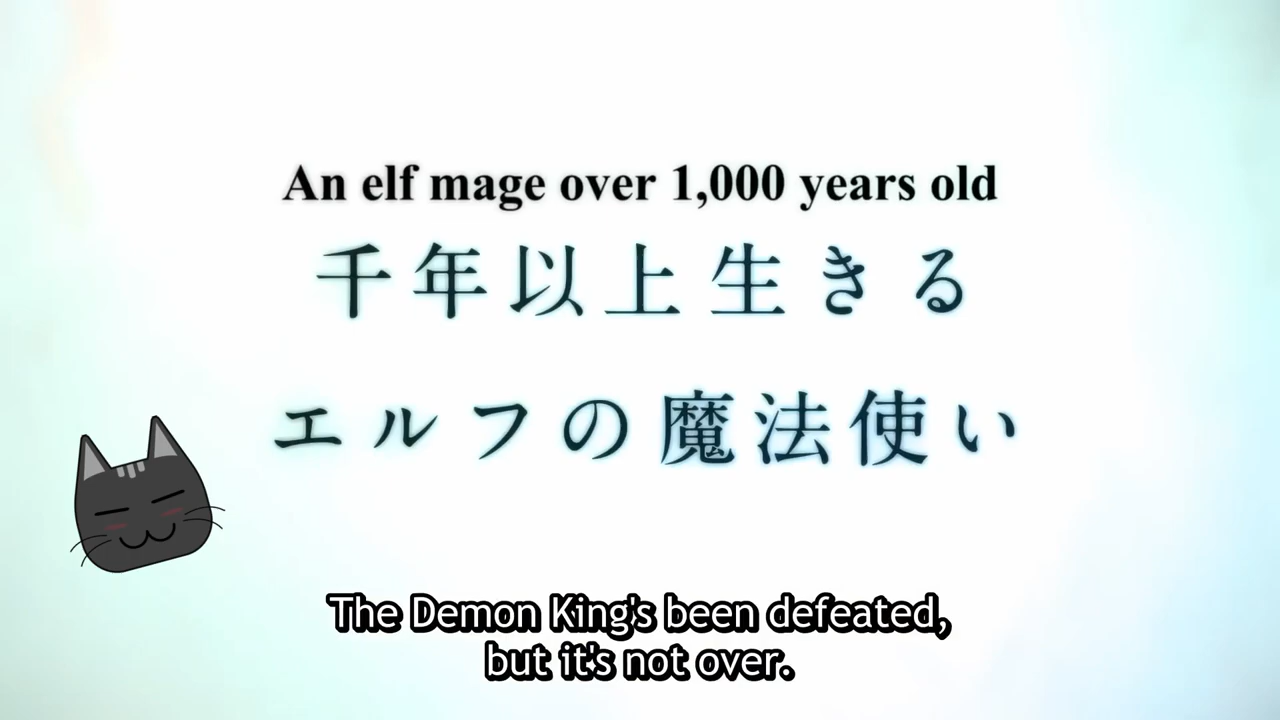 An elf mage over 1,000 years old
千年以上生きる
エルフの魔法使い
The Demon King's been defeated,
but it's not over.